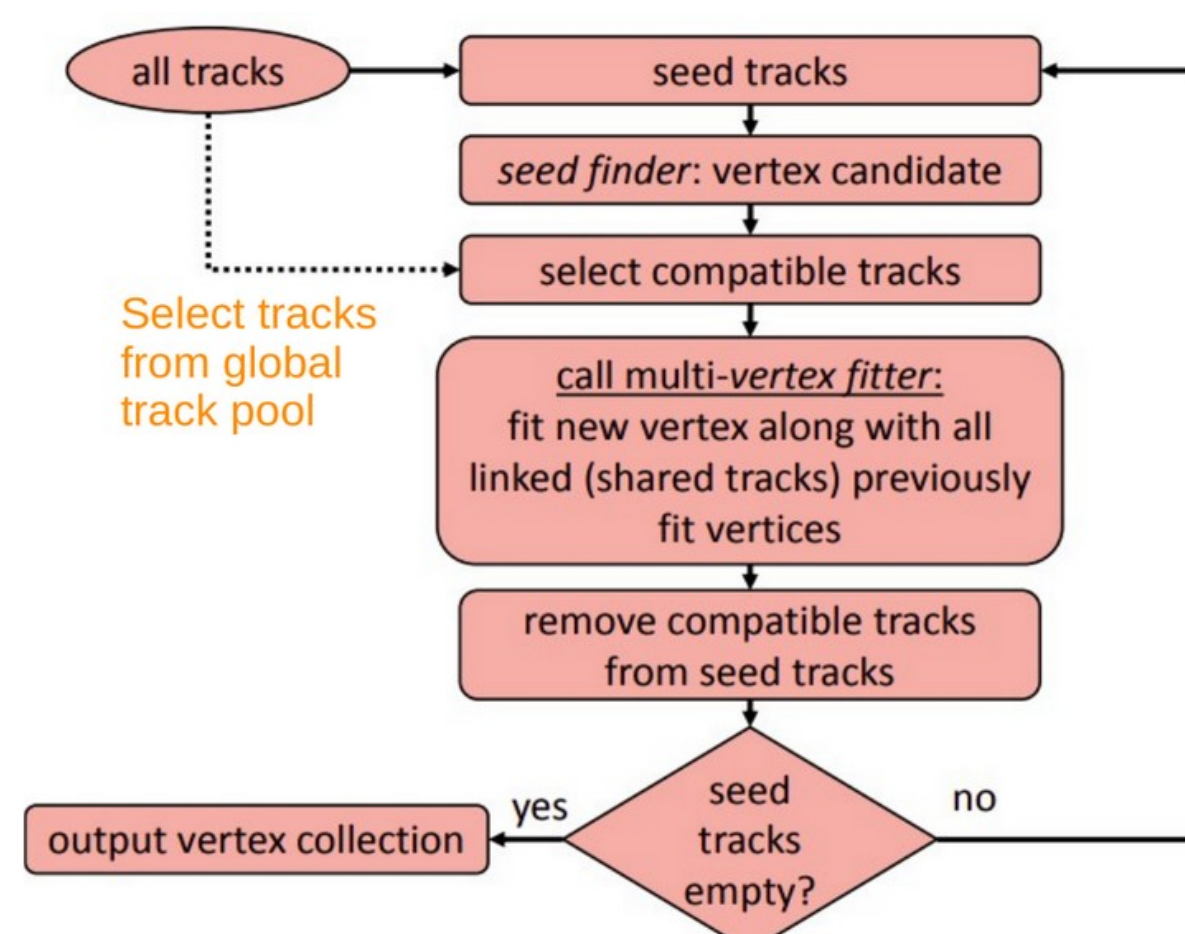 all tracks
seed tracks
seed finder: vertex candidate
select compatible tracks
Select tracks
from global
track pool
call multi-vertex fitter:
fit new vertex along with all
linked (shared tracks) previously
fit vertices
remove compatible tracks
from seed tracks
seed
tracks
empty?
yes
no
output vertex collection